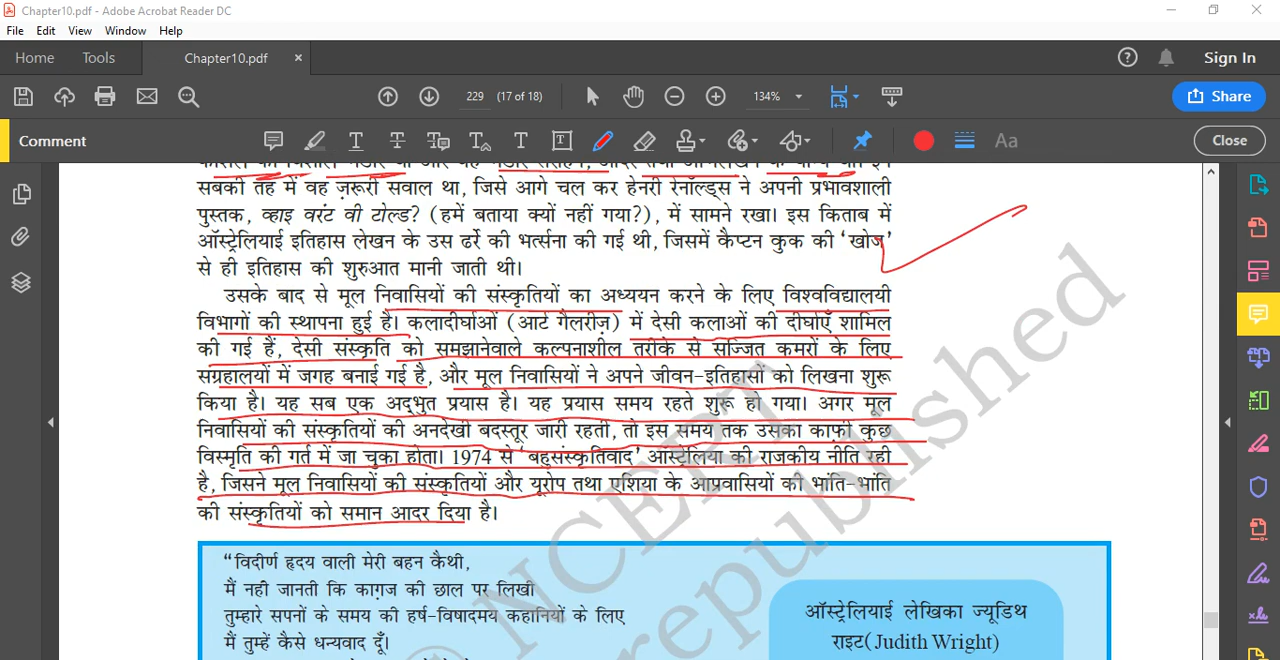 Chapter10.pdf - Adobe Acrobat Reader DC
File Edit View Window Help
Home Tools Chapter10.pdf × Sign In
229 (17 of 18) 134% Share
Comment Aa Close
सबकी तह में वह ज़रूरी सवाल था, जिसे आगे चल कर हेनरी रेनॉल्ड्स ने अपनी प्रभावशाली
पुस्तक, व्हाइ वरंट वी टोल्ड? (हमें बताया क्यों नहीं गया?), में सामने रखा। इस किताब में
ऑस्ट्रेलियाई इतिहास लेखन के उस ढर्रे की भर्त्सना की गई थी, जिसमें कैप्टन कुक की ‘खोज’
से ही इतिहास की शुरुआत मानी जाती थी।
उसके बाद से मूल निवासियों की संस्कृतियों का अध्ययन करने के लिए विश्वविद्यालयी
विभागों की स्थापना हुई है। कलादीर्घाओं (आर्ट गैलरीज़) में देसी कलाओं की दीर्घाएँ शामिल
की गई हैं, देसी संस्कृति को समझानेवाले कल्पनाशील तरीके से सज्जित कमरों के लिए
संग्रहालयों में जगह बनाई गई है, और मूल निवासियों ने अपने जीवन-इतिहासों को लिखना शुरू
किया है। यह सब एक अद्भुत प्रयास है। यह प्रयास समय रहते शुरू हो गया। अगर मूल
निवासियों की संस्कृतियों की अनदेखी बदस्तूर जारी रहती, तो इस समय तक उसका काफ़ी कुछ
विस्मृति की गर्त में जा चुका होता। 1974 से ‘बहुसंस्कृतिवाद’ ऑस्ट्रेलिया की राजकीय नीति रही
है, जिसने मूल निवासियों की संस्कृतियों और यूरोप तथा एशिया के आप्रवासियों की भांति-भांति
की संस्कृतियों को समान आदर दिया है।
“विदीर्ण हृदय वाली मेरी बहन कैथी,
मैं नहीं जानती कि काग़ज की छाल पर लिखी
तुम्हारे सपनों के समय की हर्ष-विषादमय कहानियों के लिए
मैं तुम्हें कैसे धन्यवाद दूँ।
ऑस्ट्रेलियाई लेखिका ज्यूडिथ
राइट(Judith Wright)
© NCERT
republished